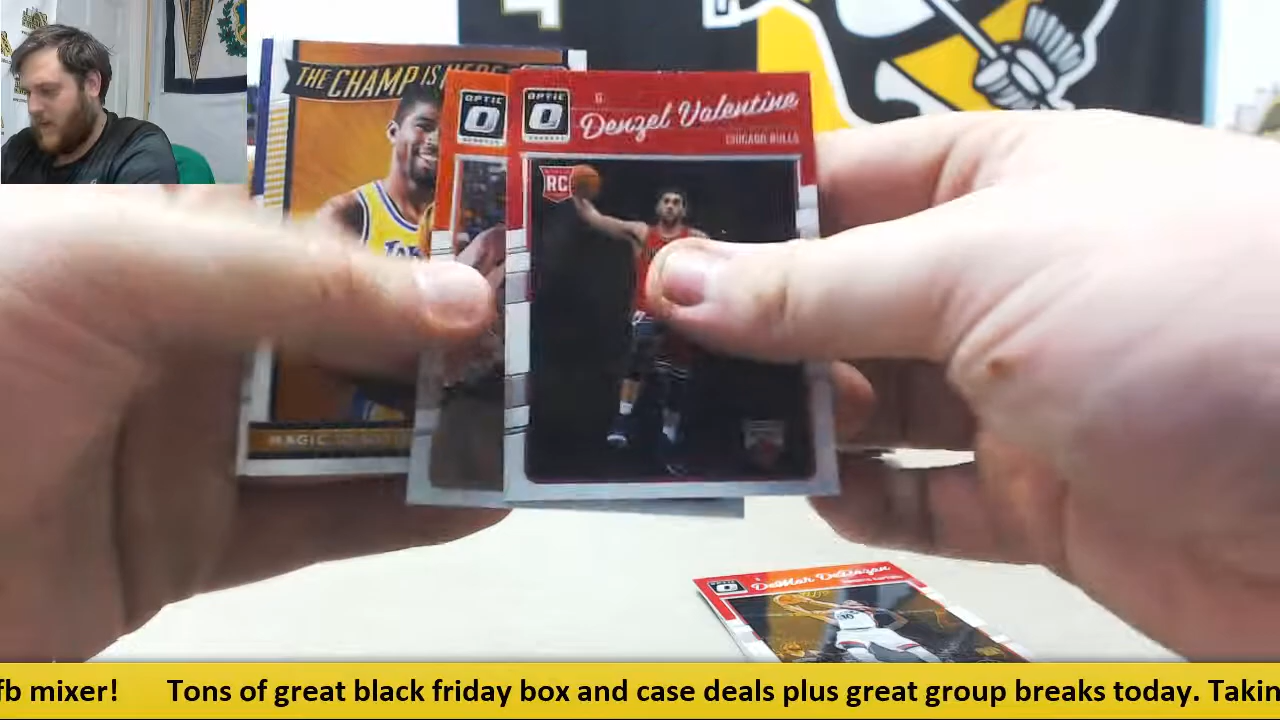 THE CHAMP IS HERE
OPTIC
OPTIC
G
Denzel Valentine
CHICAGO BULLS
RC
MAGIC
OPTIC
DeMar DeRozan
fb mixer! Tons of great black friday box and case deals plus great group breaks today. Takin